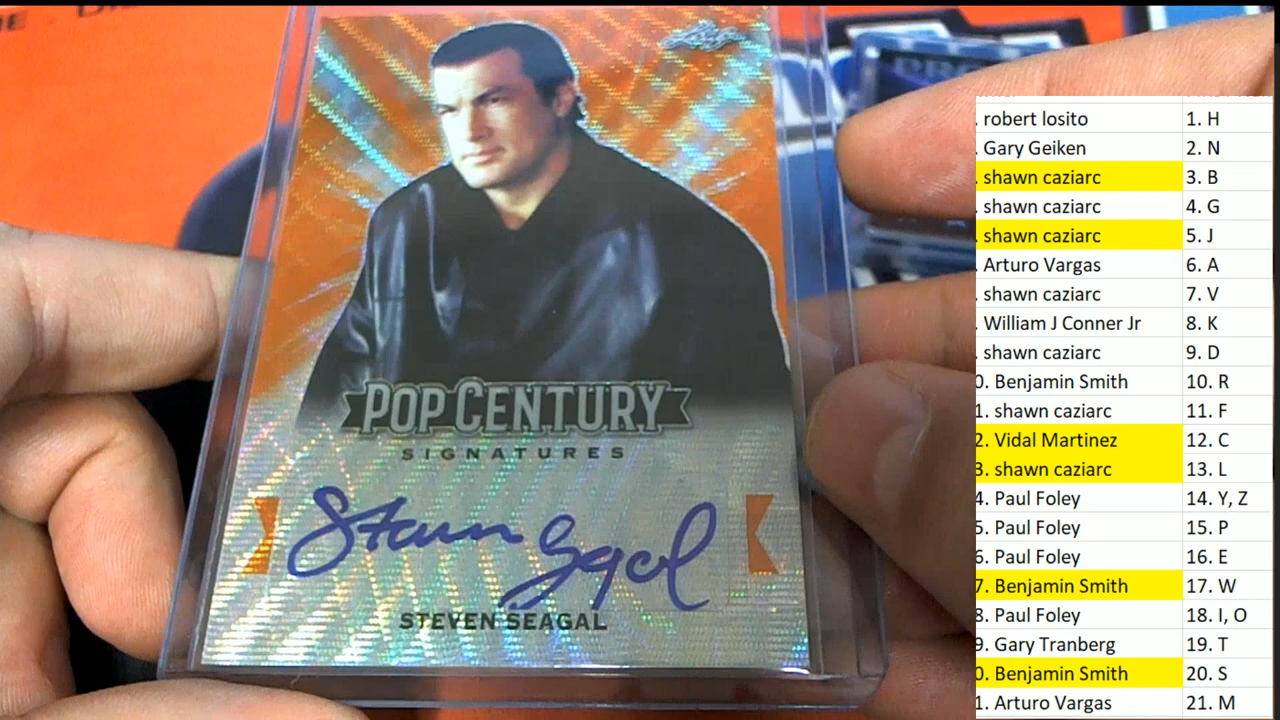 Leaf
POP CENTURY
SIGNATURES
Steven Seagal
STEVEN SEAGAL
. robert losito 1. H
. Gary Geiken 2. N
. shawn caziarc 3. B
. shawn caziarc 4. G
. shawn caziarc 5. J
. Arturo Vargas 6. A
. shawn caziarc 7. V
. William J Conner Jr 8. K
. shawn caziarc 9. D
0. Benjamin Smith 10. R
1. shawn caziarc 11. F
2. Vidal Martinez 12. C
3. shawn caziarc 13. L
4. Paul Foley 14. Y, Z
5. Paul Foley 15. P
6. Paul Foley 16. E
7. Benjamin Smith 17. W
8. Paul Foley 18. I, O
9. Gary Tranberg 19. T
0. Benjamin Smith 20. S
1. Arturo Vargas 21. M